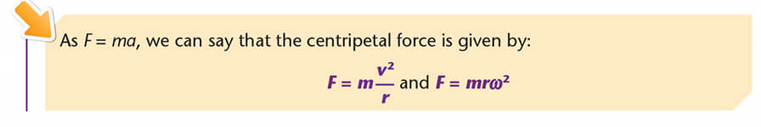 As F = ma, we can say that the centripetal force is given by:
F = m v²/r and F = mrω²